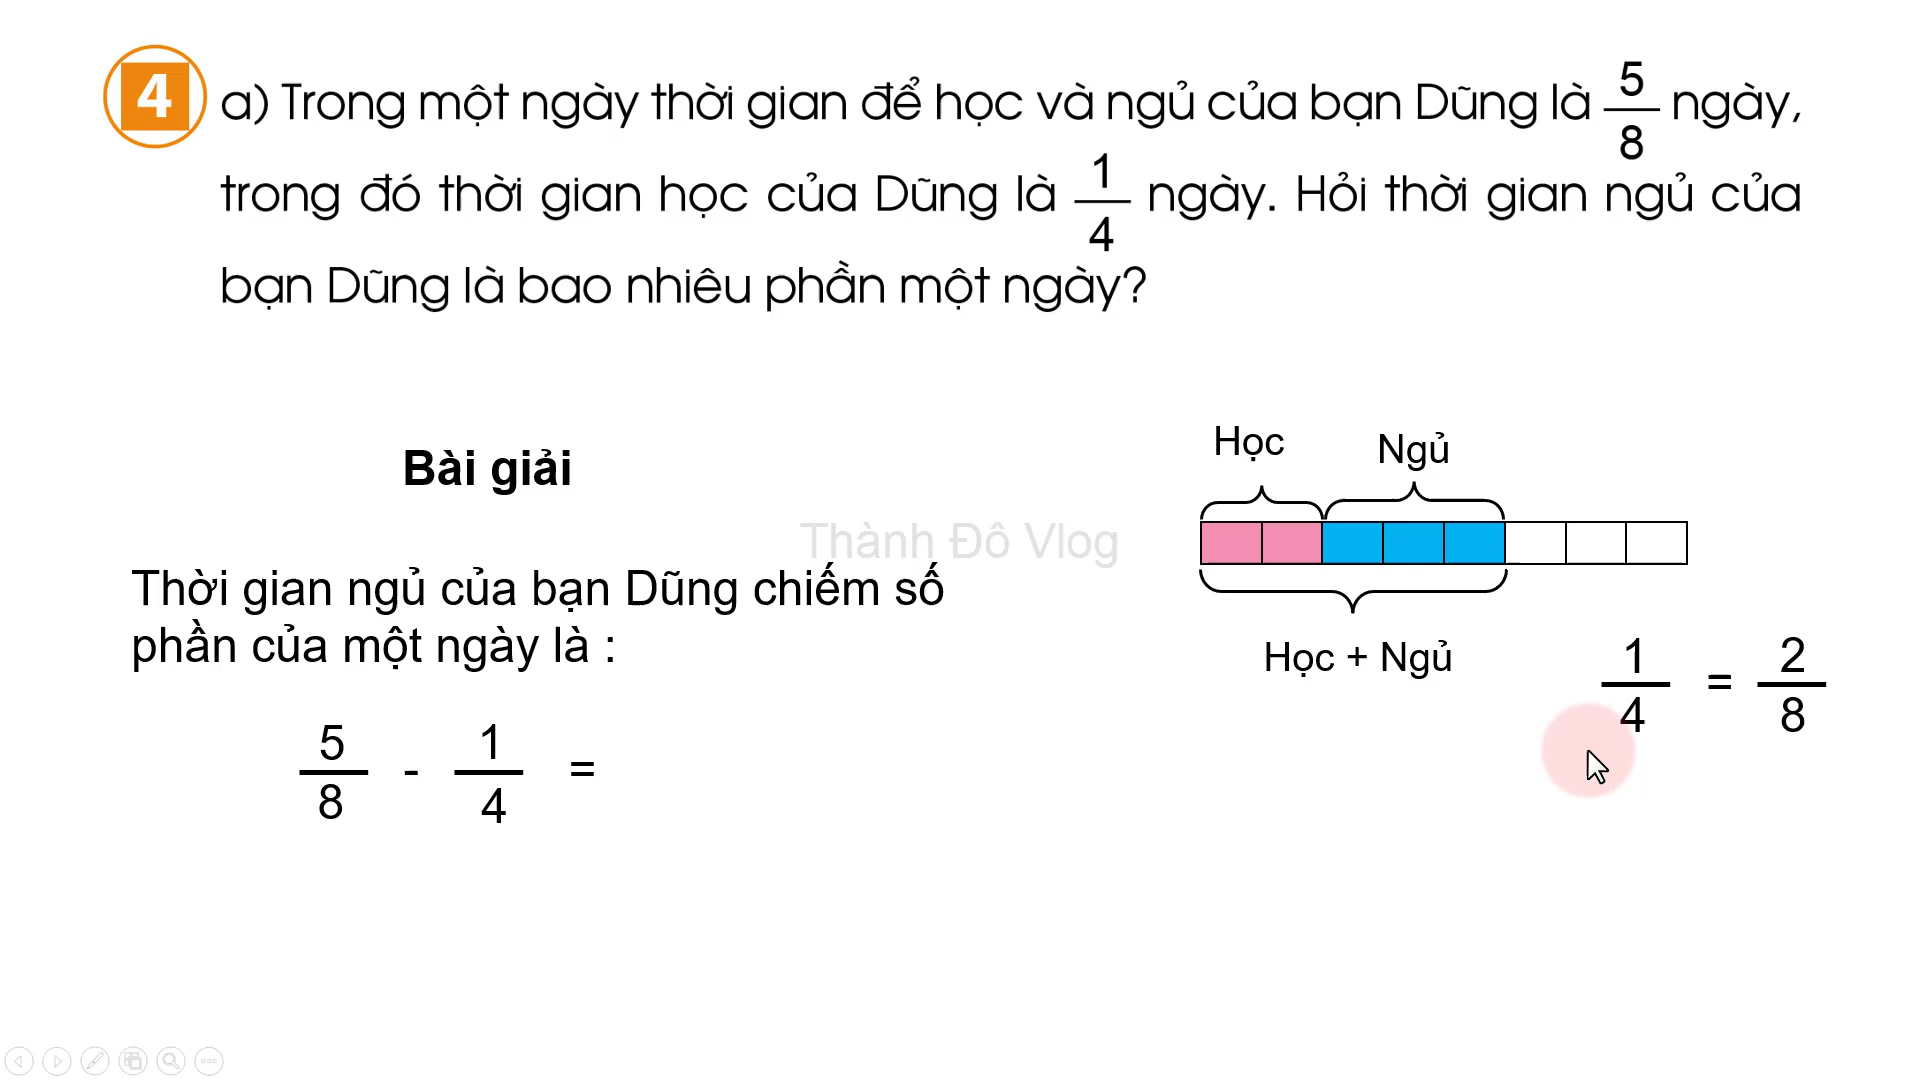 4
a) Trong một ngày thời gian để học và ngủ của bạn Dũng là 5/8 ngày,
trong đó thời gian học của Dũng là 1/4 ngày. Hỏi thời gian ngủ của
bạn Dũng là bao nhiêu phần một ngày?
Bài giải
Thời gian ngủ của bạn Dũng chiếm số
phần của một ngày là :
5/8 - 1/4 =
Học Ngủ
Học + Ngủ
1/4 = 2/8
Thành Đô Vlog